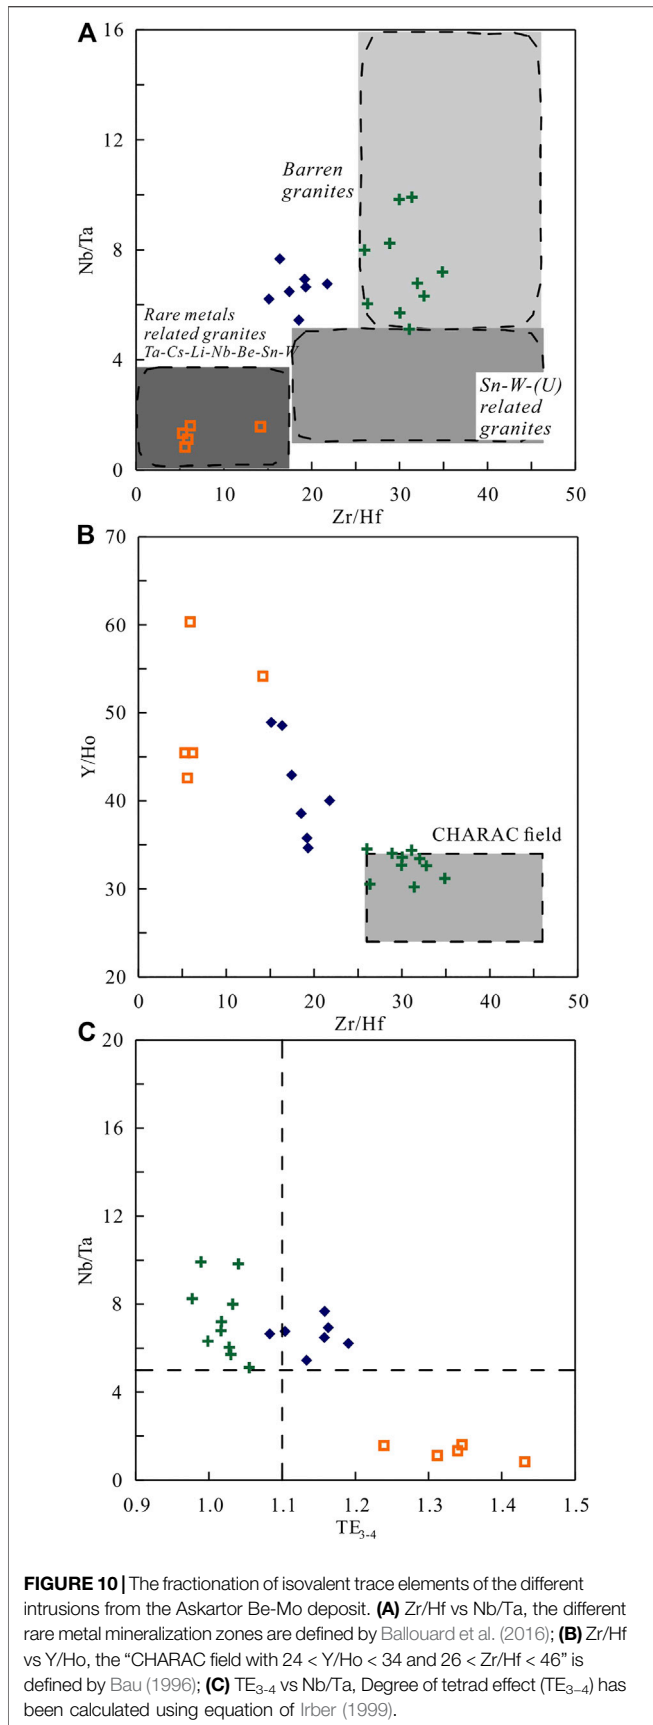 A
16
12
8
4
0
Nb/Ta
Barren
granites
Rare metals
related granites
Ta-Cs-Li-Nb-Be-Sn-W
Sn-W-(U)
related
granites
0 10 20 30 40 50
Zr/Hf
B
70
60
50
40
30
20
Y/Ho
CHARAC field
0 10 20 30 40 50
Zr/Hf
C
20
16
12
8
4
0
Nb/Ta
0.9 1.0 1.1 1.2 1.3 1.4 1.5
TE3-4
FIGURE 10 | The fractionation of isovalent trace elements of the different
intrusions from the Askartor Be-Mo deposit. (A) Zr/Hf vs Nb/Ta, the different
rare metal mineralization zones are defined by Ballouard et al. (2016); (B) Zr/Hf
vs Y/Ho, the “CHARAC field with 24 < Y/Ho < 34 and 26 < Zr/Hf < 46” is
defined by Bau (1996); (C) TE3-4 vs Nb/Ta, Degree of tetrad effect (TE3–4) has
been calculated using equation of Irber (1999).